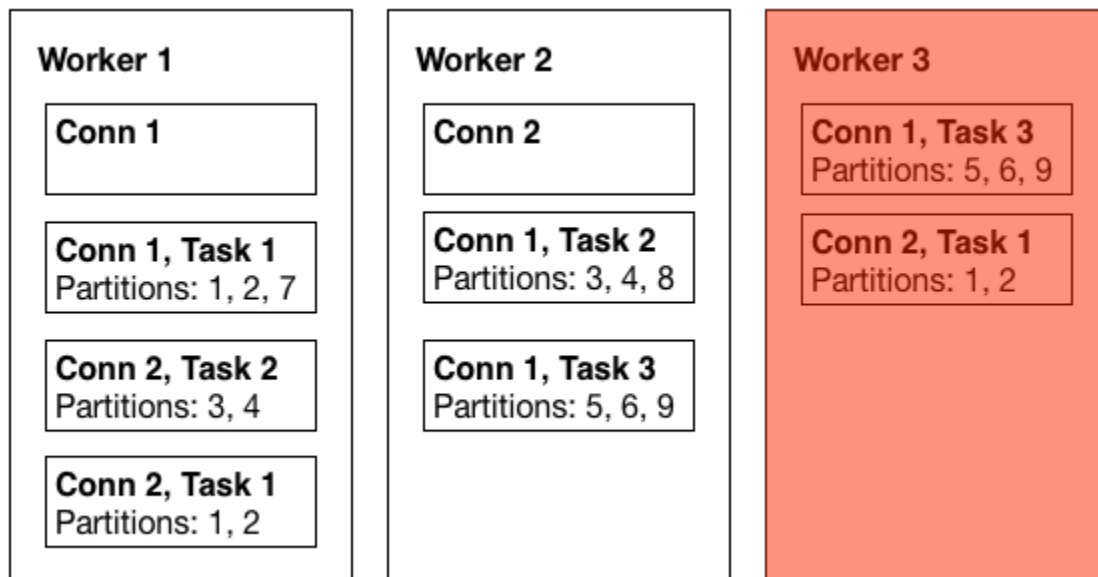 Worker 1
Conn 1
Conn 1, Task 1
Partitions: 1, 2, 7
Conn 2, Task 2
Partitions: 3, 4
Conn 2, Task 1
Partitions: 1, 2
Worker 2
Conn 2
Conn 1, Task 2
Partitions: 3, 4, 8
Conn 1, Task 3
Partitions: 5, 6, 9
Worker 3
Conn 1, Task 3
Partitions: 5, 6, 9
Conn 2, Task 1
Partitions: 1, 2